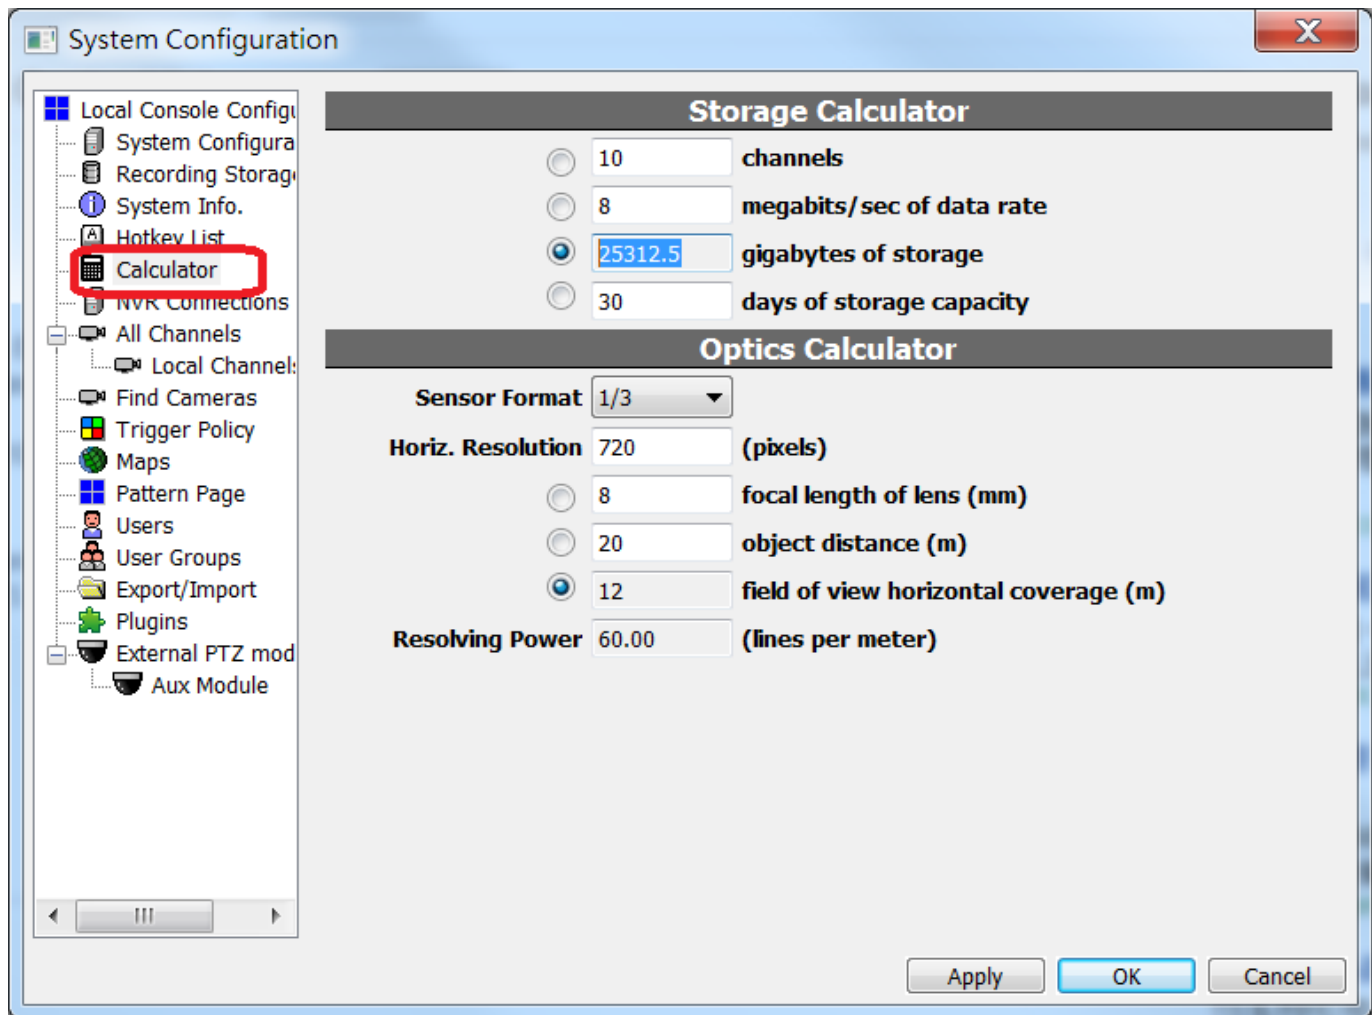 System Configuration
Local Console Configu
System Configura
Recording Storag
System Info.
Hotkey List
Calculator
NVR Connections
All Channels
Local Channel
Find Cameras
Trigger Policy
Maps
Pattern Page
Users
User Groups
Export/Import
Plugins
External PTZ mod
Aux Module
Storage Calculator
10 channels
8 megabits/sec of data rate
25312.5 gigabytes of storage
30 days of storage capacity
Optics Calculator
Sensor Format 1/3
Horiz. Resolution 720 (pixels)
8 focal length of lens (mm)
20 object distance (m)
12 field of view horizontal coverage (m)
Resolving Power 60.00 (lines per meter)
Apply OK Cancel